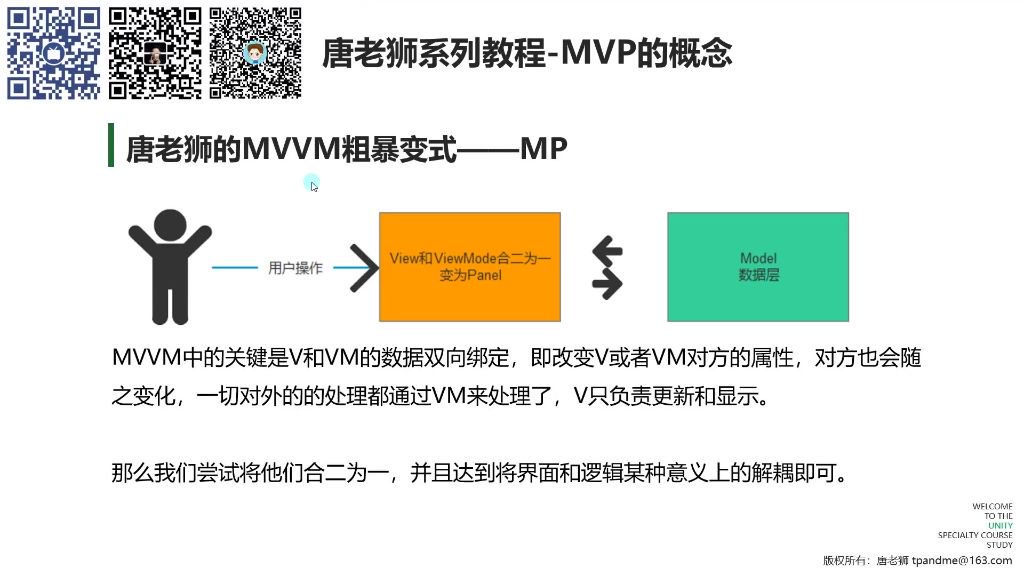 唐老狮系列教程-MVP的概念
唐老狮的MVVM粗暴变式——MP
用户操作
View和ViewMode合二为一
变为Panel
Model
数据层
MVVM中的关键是V和VM的数据双向绑定，即改变V或者VM对方的属性，对方也会随
之变化，一切对外的的处理都通过VM来处理了，V只负责更新和显示。
那么我们尝试将他们合二为一，并且达到将界面和逻辑某种意义上的解耦即可。
WELCOME
TO THE
UNITY
SPECIALTY COURSE
STUDY
版权所有：唐老狮 tpandme@163.com